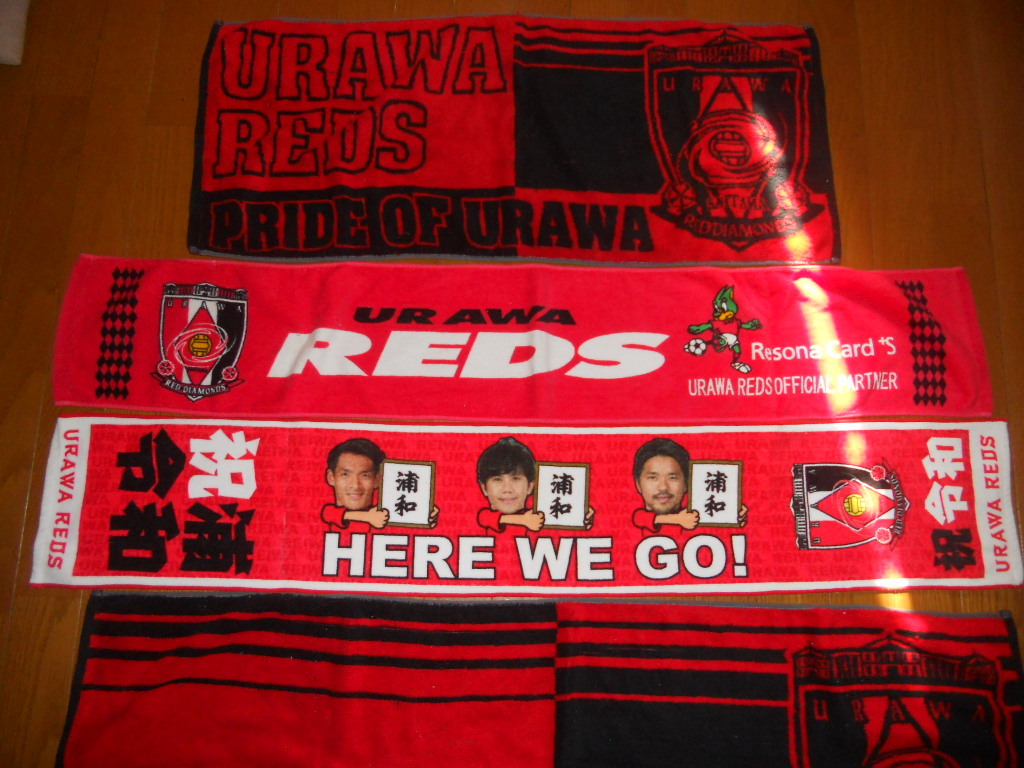 URAWA
REDS
PRIDE OF URAWA
URAWA
RED DIAMONDS
URAWA
RED DIAMONDS
URAWA
REDS
Resona Card +S
URAWA REDS OFFICIAL PARTNER
URAWA REDS
祝浦和
令和
浦和
浦和
浦和
HERE WE GO!
祝令和
URAWA REDS
URAWA